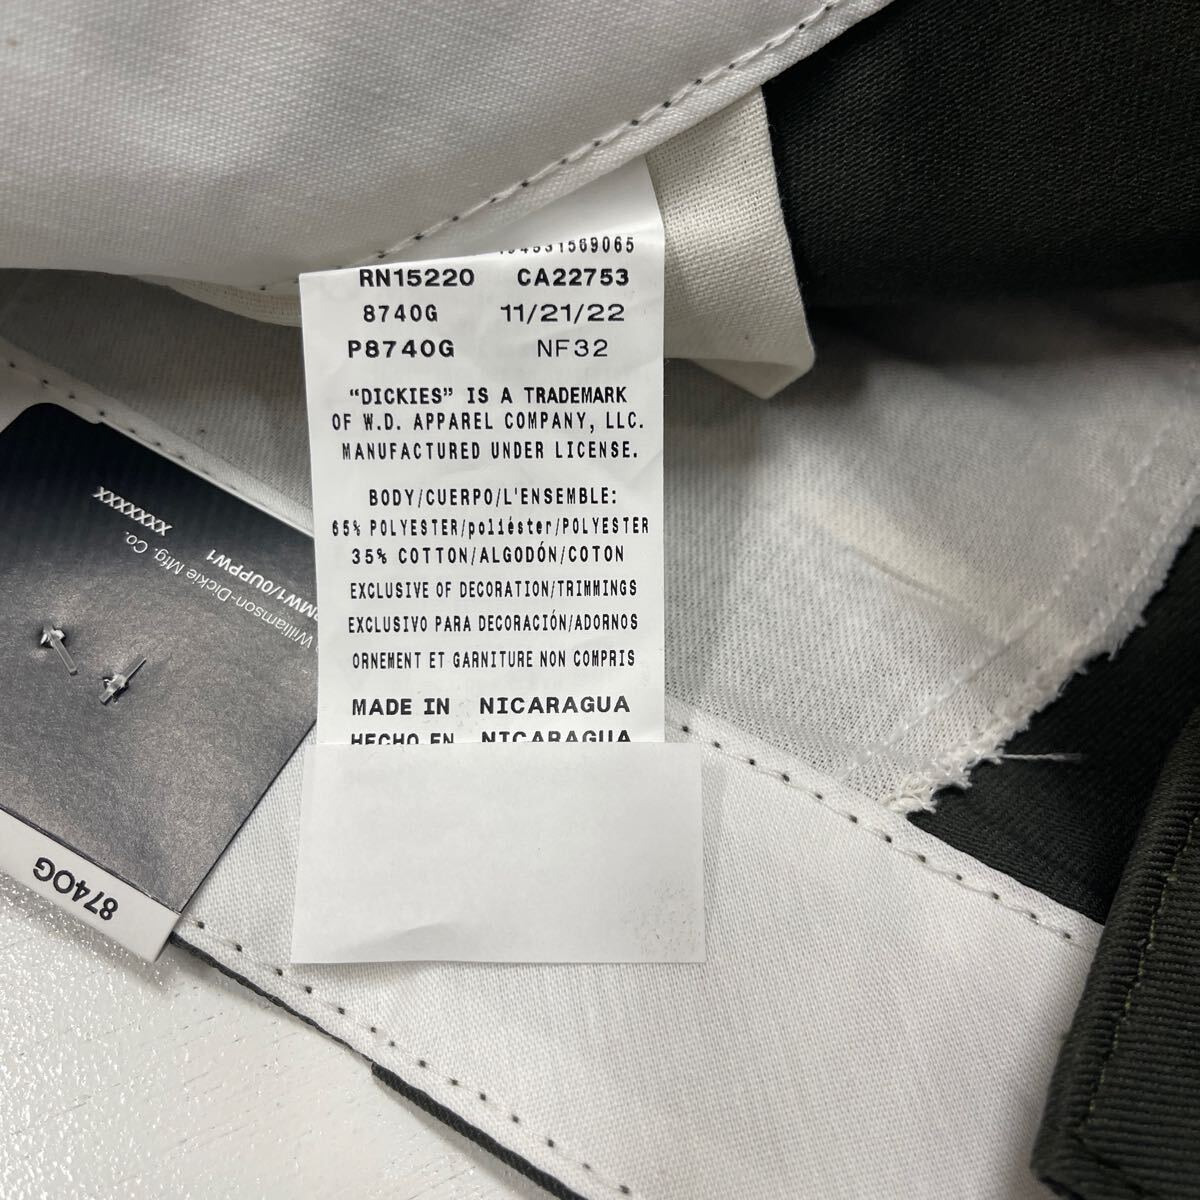 RN15220 CA22753
8740G 11/21/22
P8740G NF32
"DICKIES" IS A TRADEMARK
OF W.D. APPAREL COMPANY, LLC.
MANUFACTURED UNDER LICENSE.
BODY/CUERPO/L'ENSEMBLE:
65% POLYESTER/poliéster/POLYESTER
35% COTTON/ALGODÓN/COTON
EXCLUSIVE OF DECORATION/TRIMMINGS
EXCLUSIVO PARA DECORACIÓN/ADORNOS
ORNEMENT ET GARNITURE NON COMPRIS
MADE IN NICARAGUA
HECHO EN NICARAGUA
8740G
Williamson-Dickie Mfg. Co.
XXXXXXX